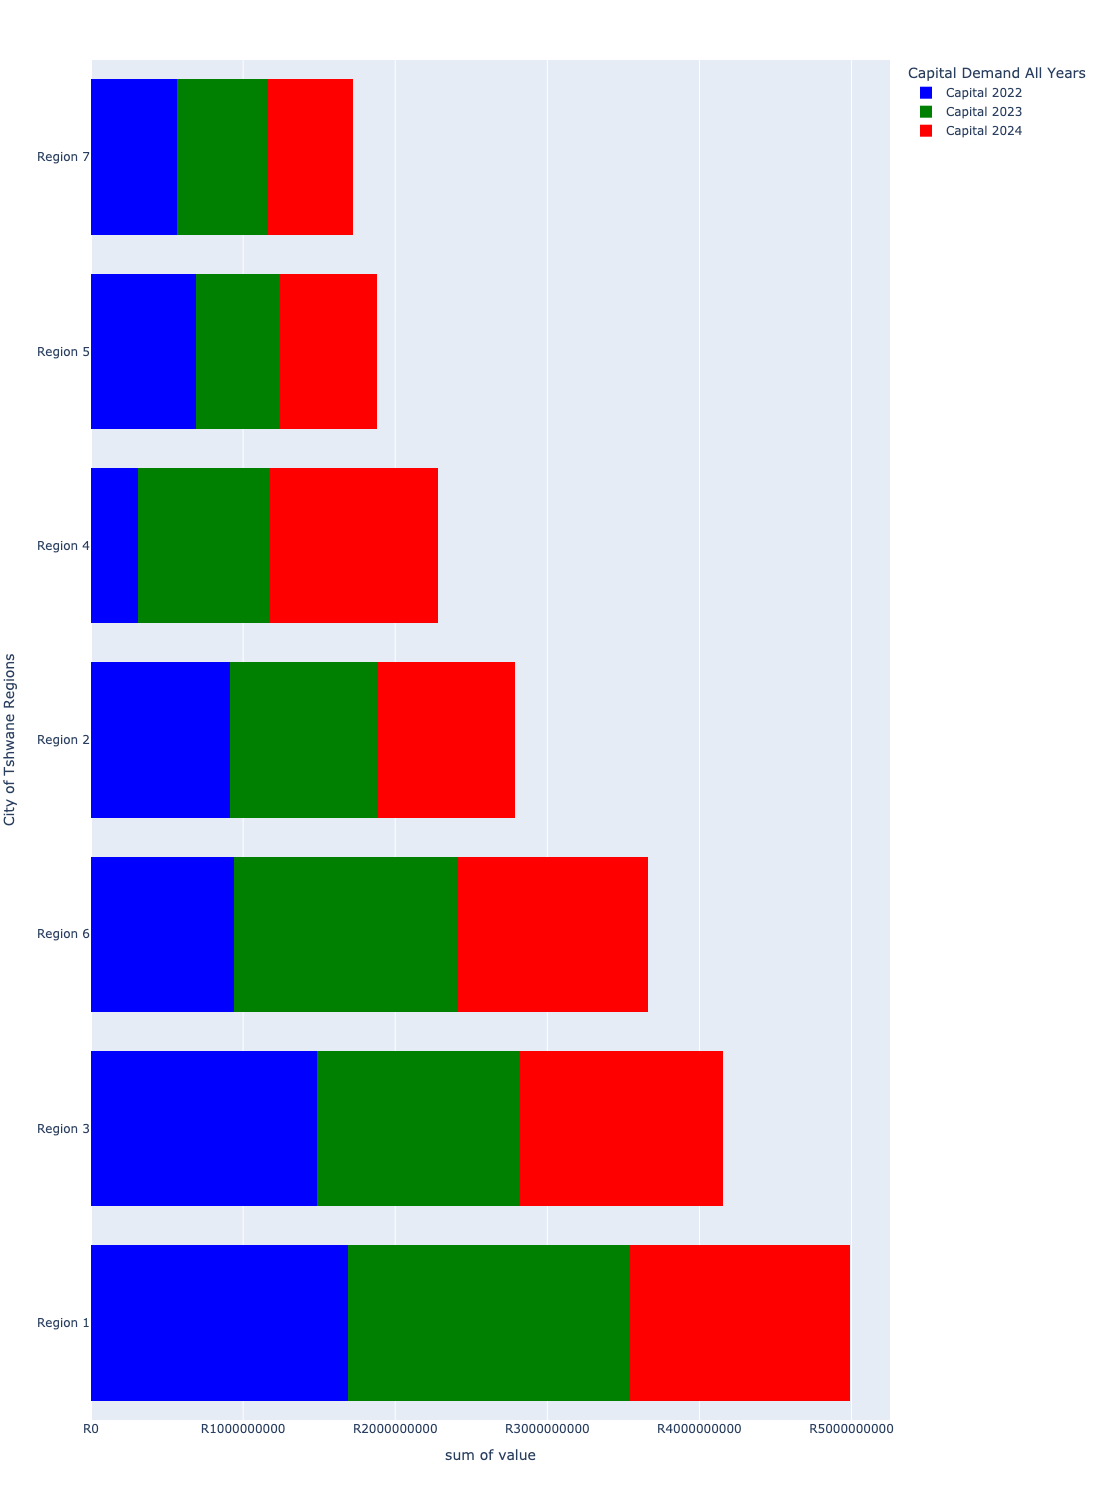 Capital Demand All Years
Capital 2022
Capital 2023
Capital 2024
Region 7
Region 5
Region 4
Region 2
Region 6
Region 3
Region 1
City of Tshwane Regions
R0
R1000000000
R2000000000
R3000000000
R4000000000
R5000000000
sum of value